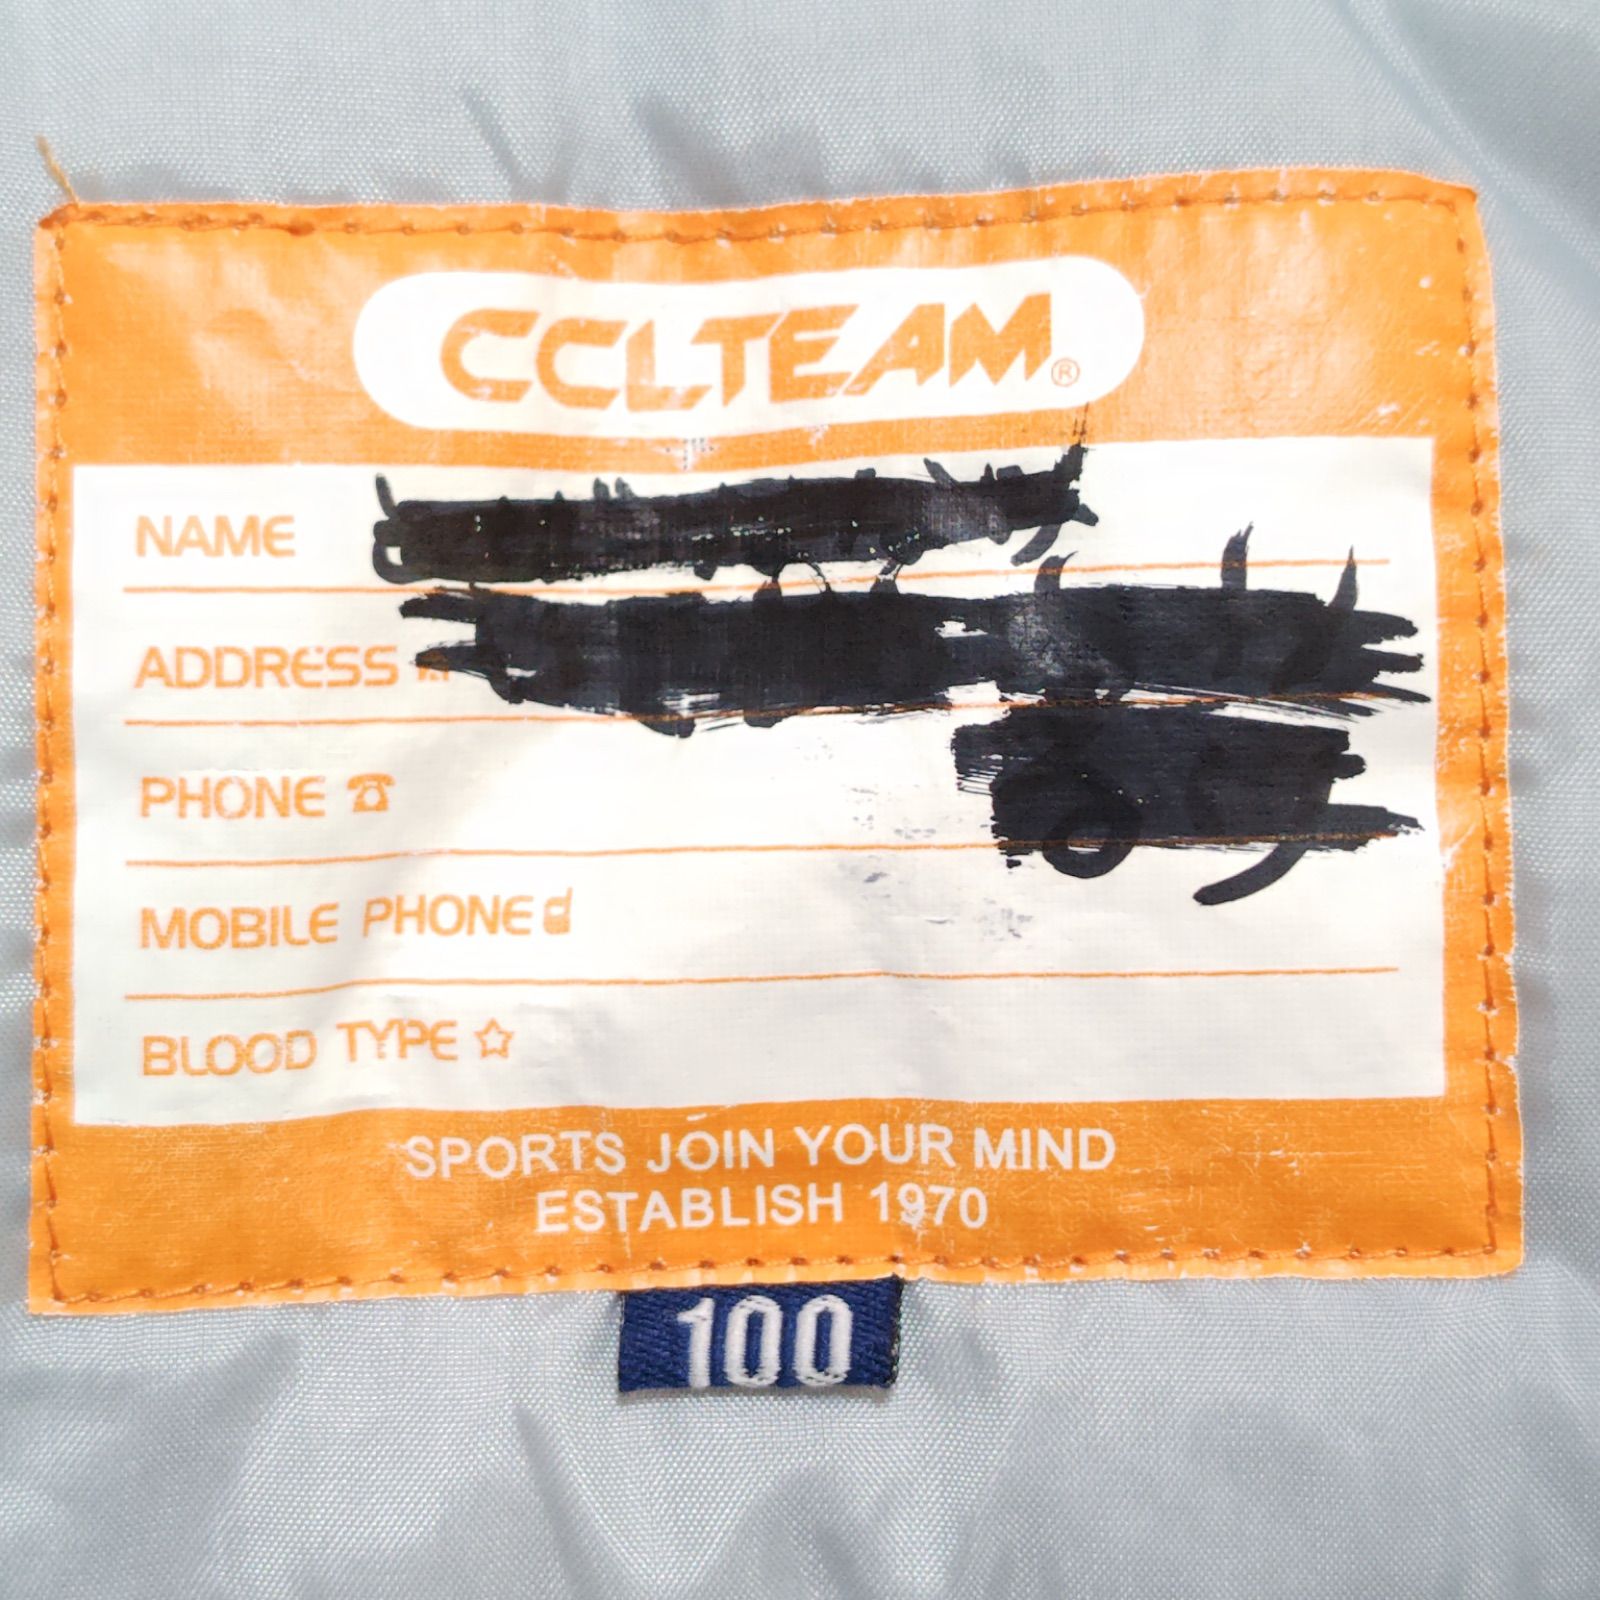 CCLTEAM®
NAME
ADDRESS
PHONE
MOBILE PHONE
BLOOD TYPE
SPORTS JOIN YOUR MIND
ESTABLISH 1970
100